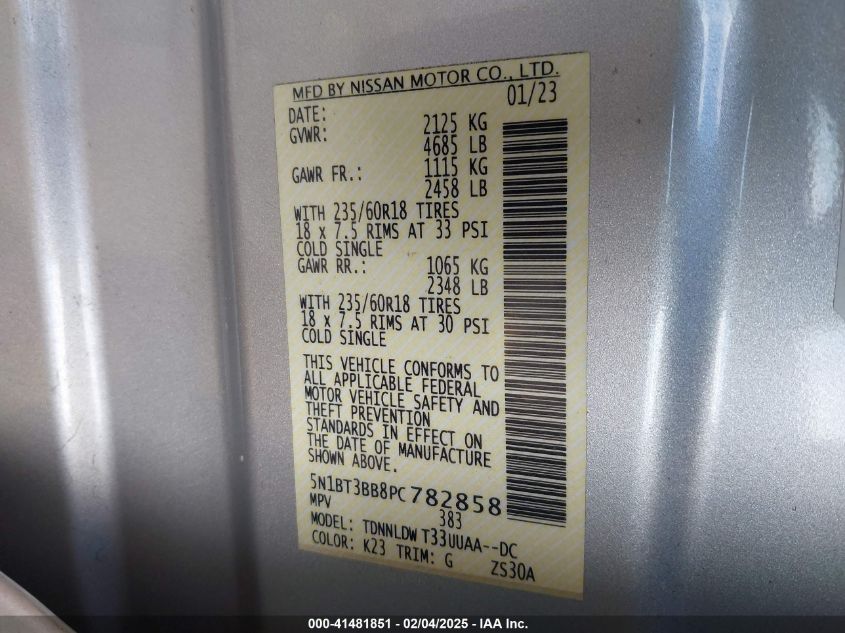 MFD BY NISSAN MOTOR CO., LTD.
DATE: 01/23
GVWR: 2125 KG
4685 LB
GAWR FR.: 1115 KG
2458 LB
WITH 235/60R18 TIRES
18 x 7.5 RIMS AT 33 PSI
COLD SINGLE
GAWR RR.: 1065 KG
2348 LB
WITH 235/60R18 TIRES
18 x 7.5 RIMS AT 30 PSI
COLD SINGLE
THIS VEHICLE CONFORMS TO
ALL APPLICABLE FEDERAL
MOTOR VEHICLE SAFETY AND
THEFT PREVENTION
STANDARDS IN EFFECT ON
THE DATE OF MANUFACTURE
SHOWN ABOVE.
5N1BT3BB8PC782858
MPV 383
MODEL: TDNNLDW T33UUAA--DC
COLOR: K23 TRIM: G ZS30A
000-41481851 - 02/04/2025 - IAA Inc.